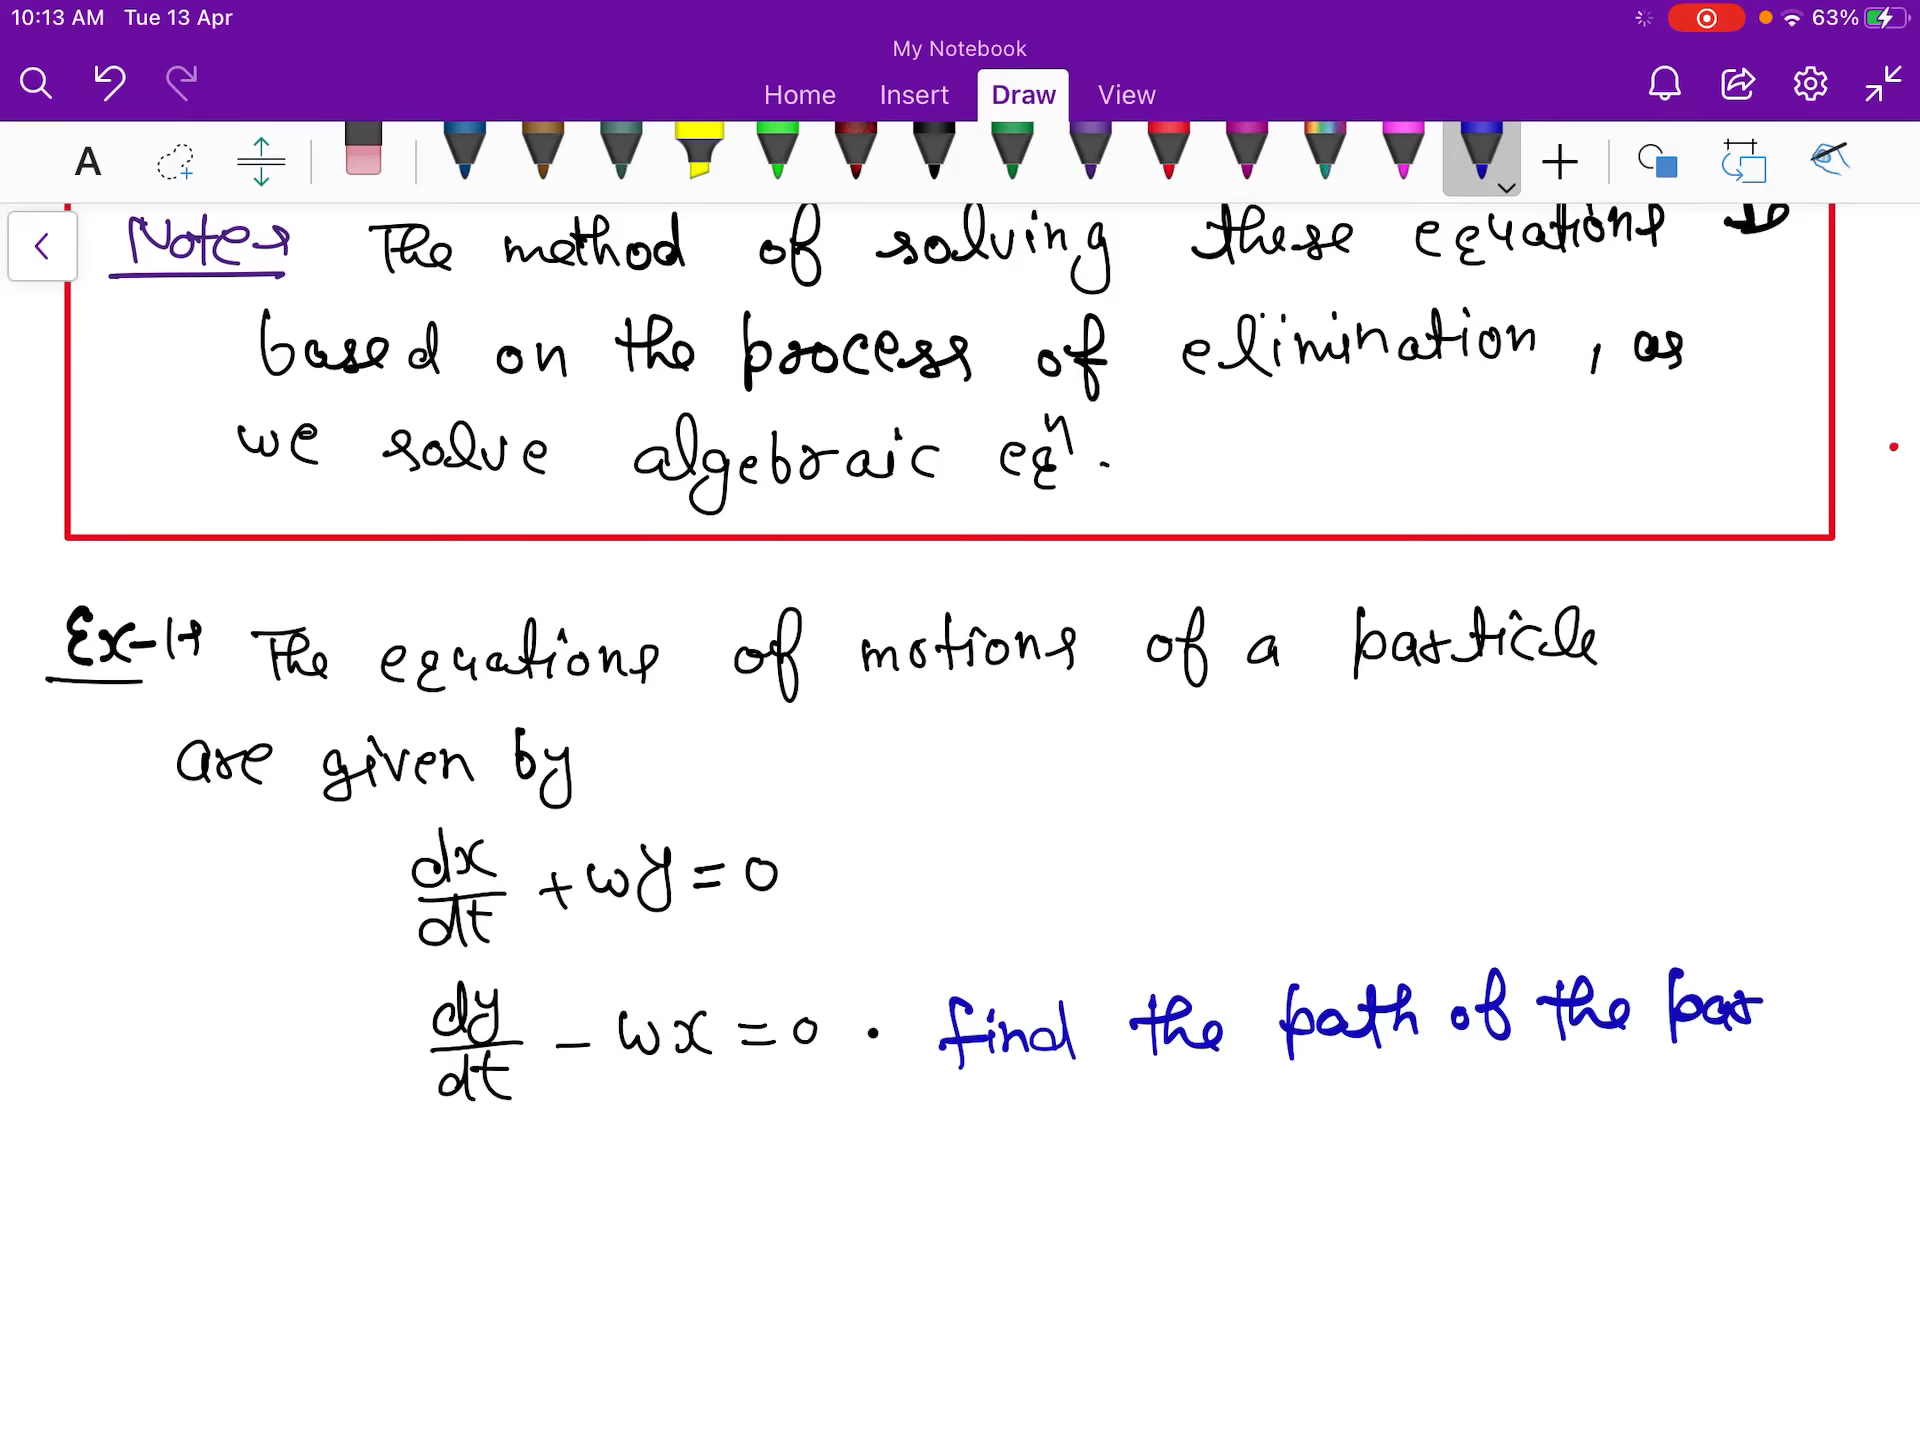 10:13 AM Tue 13 Apr
63%
My Notebook
Home Insert Draw View
A
Note:→ The method of solving these equations is
based on the process of elimination, as
we solve algebraic eqⁿ.
Ex-1→ The equations of motions of a particle
are given by
dx/dt + ωy = 0
dy/dt - ωx = 0. find the path of the par